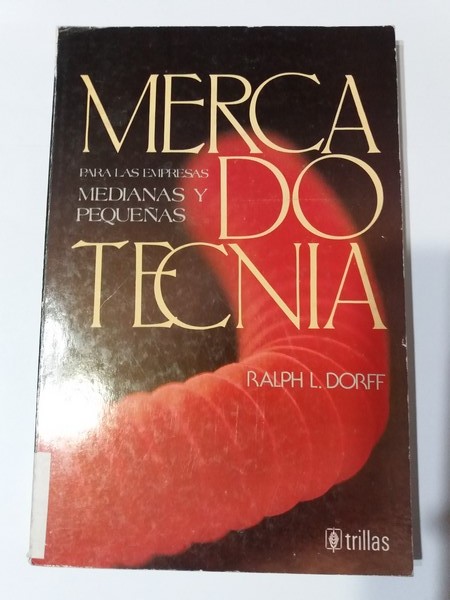 MERCA
PARA LAS EMPRESAS
MEDIANAS Y
PEQUEÑAS
DO
TECNIA
RALPH L. DORFF
trillas